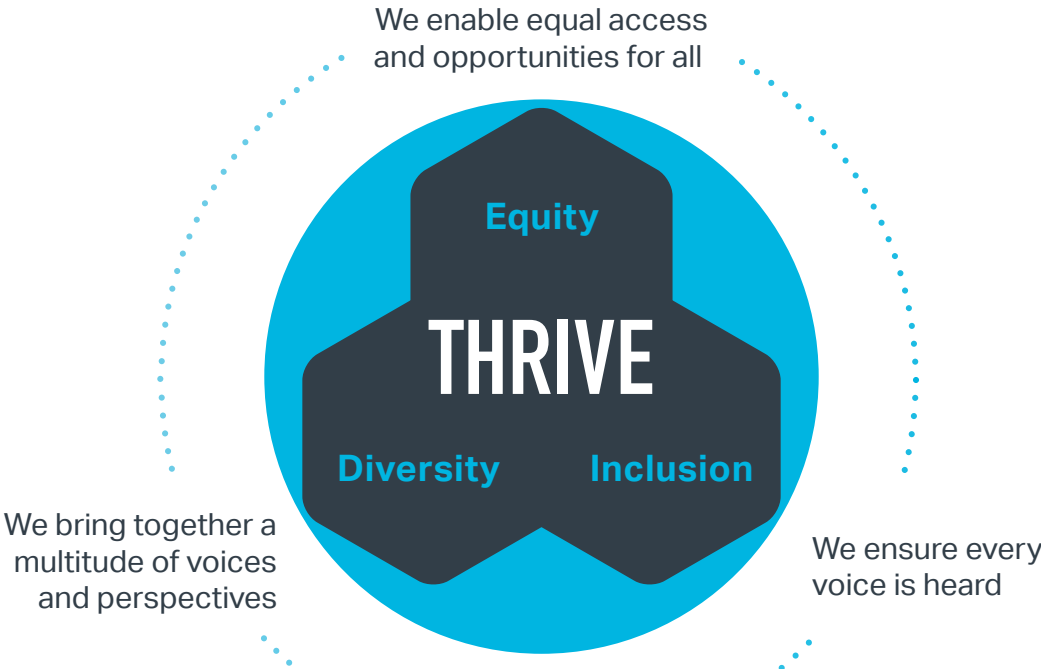 We enable equal access
and opportunities for all
Equity
THRIVE
Diversity
Inclusion
We bring together a
multitude of voices
and perspectives
We ensure every
voice is heard